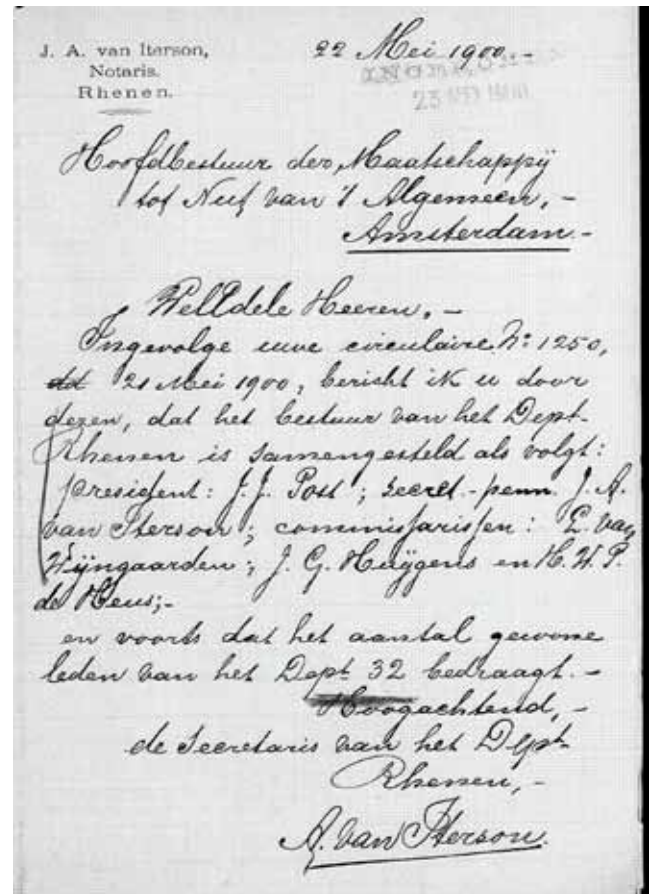 J. A. van Iterson,
Notaris.
Rhenen.
22 Mei 1900.-
23
Hoofdbestuur der Maatschappij
tot Nut van 't Algemeen,-
Amsterdam.-
WelEdele Heeren,-
Ingevolge uwe circulaire No: 1250,
dd 21 Mei 1900, bericht ik u door
dezen, dat het bestuur van het Dept.
Rhenen is samengesteld als volgt:
president: J. J. Post; secret.-penn. J. A.
van Iterson; commissarissen: E. van
Wijngaarden; J. G. Huijgens en H. W. P.
de Heus;-
en voorts dat het aantal gewone
leden van het Dept 32 bedraagt.-
Hoogachtend,-
de Secretaris van het Dept.
Rhenen,-
A. van Iterson.